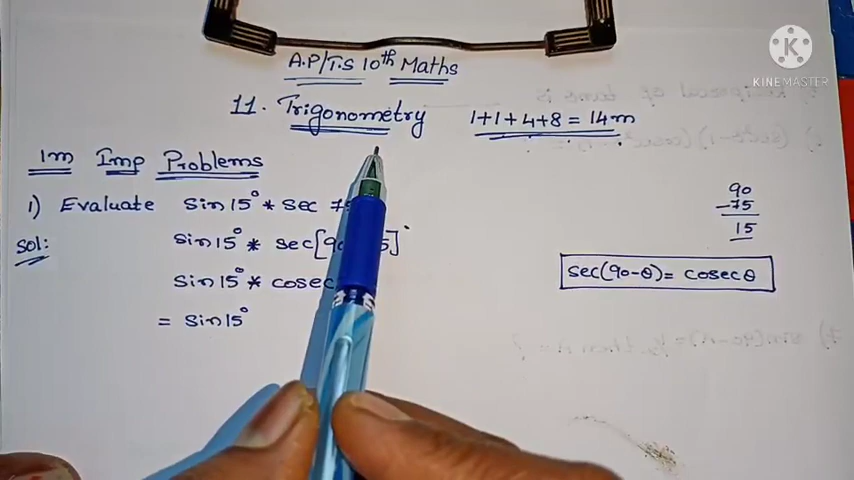 A.P/T.S 10th Maths
11. Trigonometry 1+1+4+8 = 14m
1m Imp Problems
1) Evaluate sin15° * sec
sol: sin15° * sec[90
sin15° * cosec
= sin15°
90
-75
15
sec(90-θ) = cosecθ
KINEMASTER